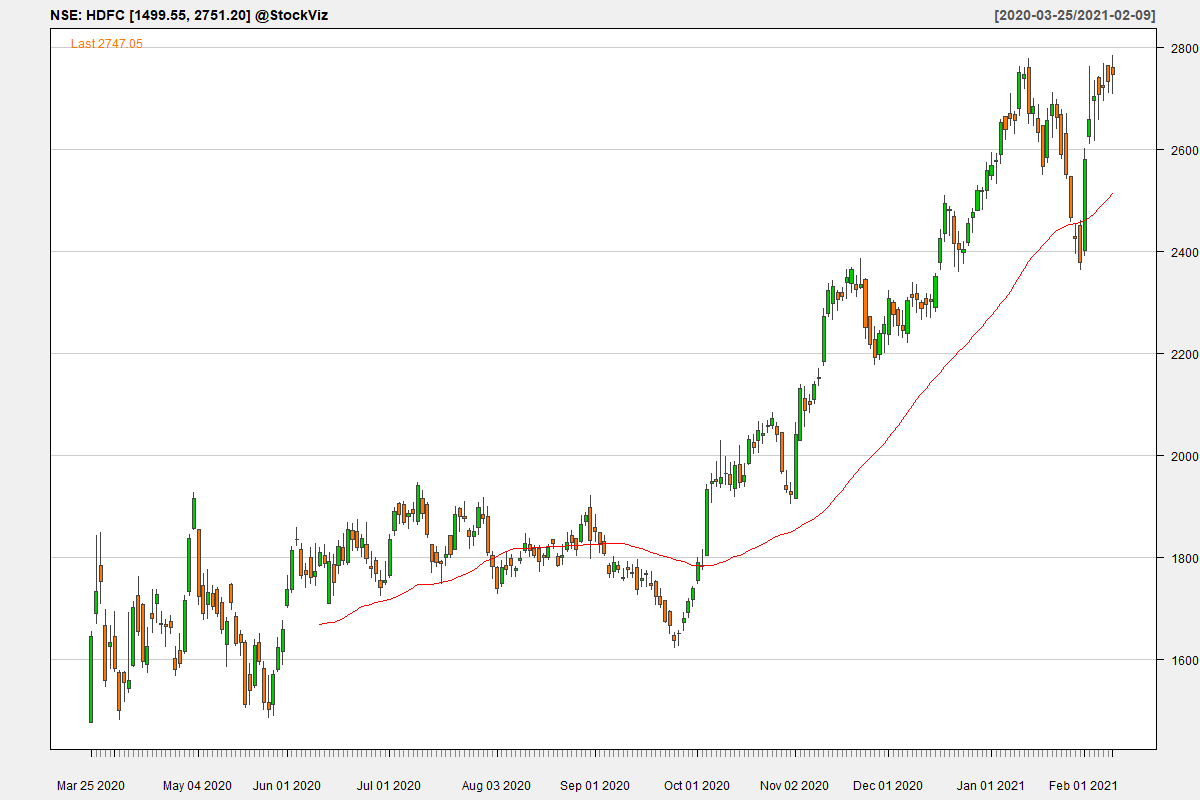 NSE: HDFC [1499.55, 2751.20] @StockViz
[2020-03-25/2021-02-09]
Last 2747.05
2800
2600
2400
2200
2000
1800
1600
Mar 25 2020 May 04 2020 Jun 01 2020 Jul 01 2020 Aug 03 2020 Sep 01 2020 Oct 01 2020 Nov 02 2020 Dec 01 2020 Jan 01 2021 Feb 01 2021